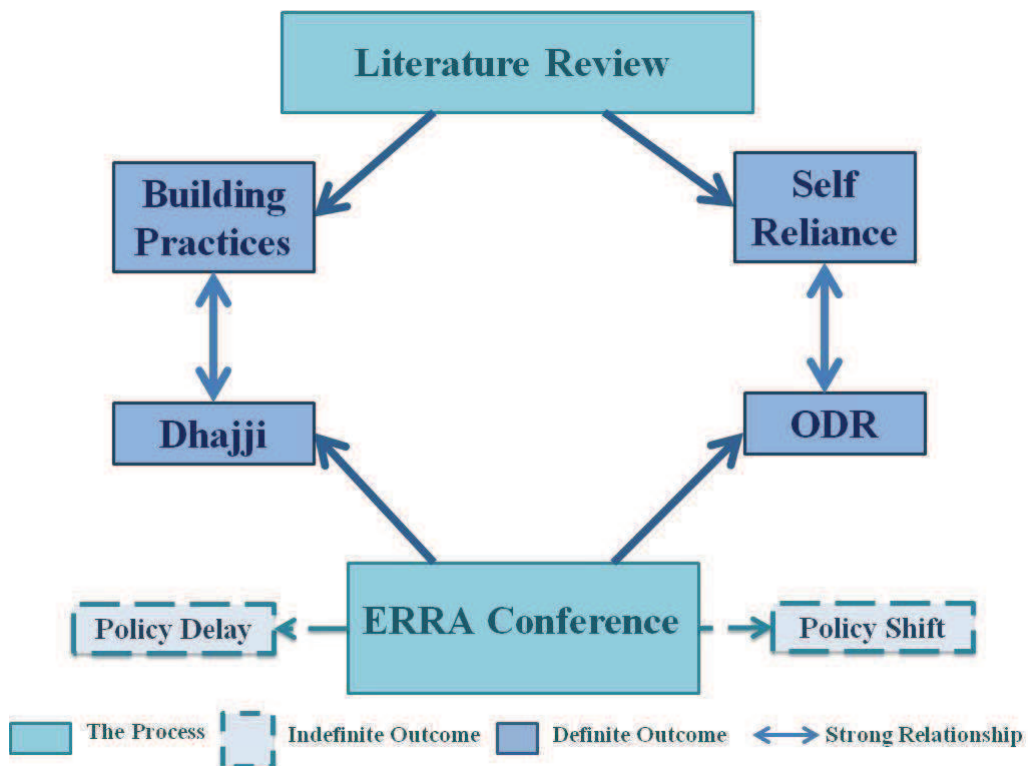 Literature Review
Building
Practices
Self
Reliance
Dhajji
ODR
ERRA Conference
Policy Delay
Policy Shift
The Process
Indefinite Outcome
Definite Outcome
Strong Relationship